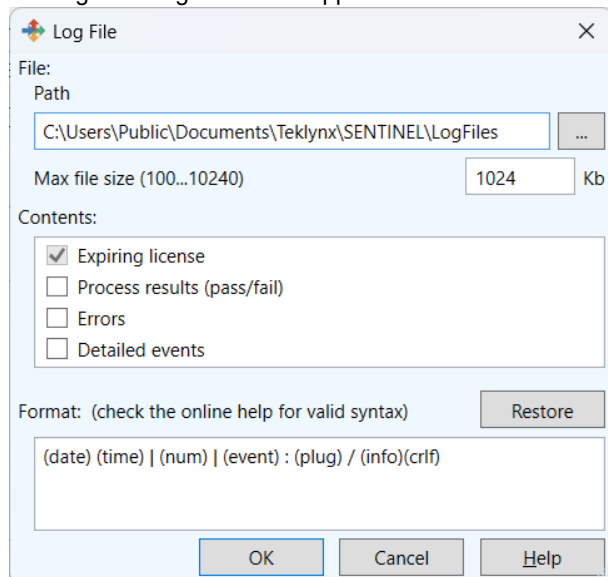 Log File
File:
Path
C:\Users\Public\Documents\Teklynx\SENTINEL\LogFiles ...
Max file size (100...10240) 1024 Kb
Contents:
Expiring license
Process results (pass/fail)
Errors
Detailed events
Format: (check the online help for valid syntax) Restore
(date) (time) | (num) | (event) : (plug) / (info)(crlf)
OK Cancel Help